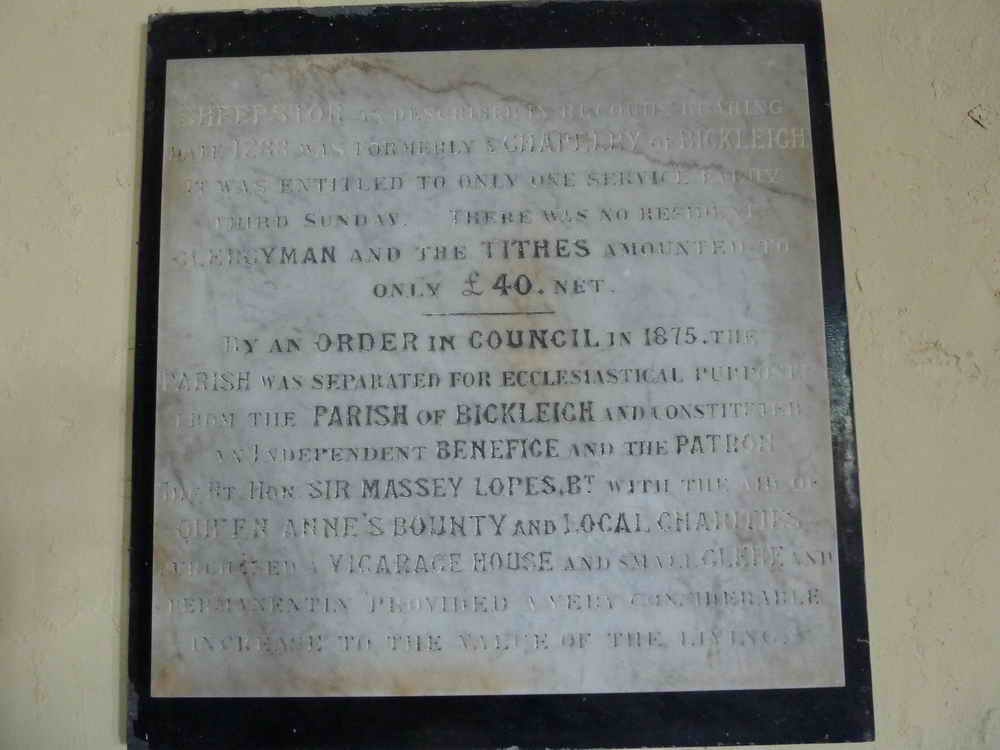 SHEEPSTOR AS DESCRIBED IN RECORDS BEARING
DATE 1288 WAS FORMERLY A CHAPELRY OF BICKLEIGH
IT WAS ENTITLED TO ONLY ONE SERVICE EVERY
THIRD SUNDAY. THERE WAS NO RESIDENT
CLERGYMAN AND THE TITHES AMOUNTED TO
ONLY £40. NET.
BY AN ORDER IN COUNCIL IN 1875. THE
PARISH WAS SEPARATED FOR ECCLESIASTICAL PURPOSES
FROM THE PARISH OF BICKLEIGH AND CONSTITUTED
AN INDEPENDENT BENEFICE AND THE PATRON
THE RT. HON. SIR MASSEY LOPES, BT WITH THE AID OF
QUEEN ANNE'S BOUNTY AND LOCAL CHARITIES
PURCHASED A VICARAGE HOUSE AND SMALL GLEBE AND
PERMANENTLY PROVIDED A VERY CONSIDERABLE
INCREASE TO THE VALUE OF THE LIVING.